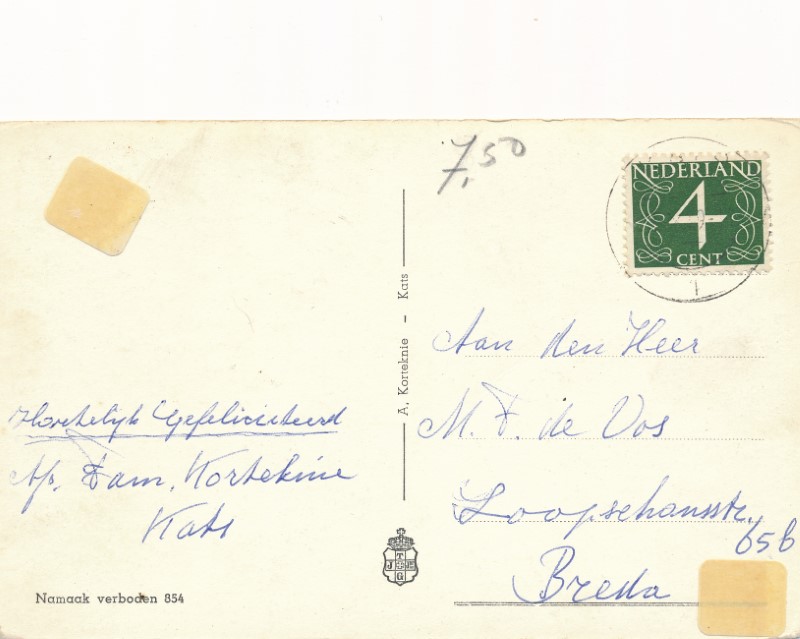 7,50
NEDERLAND
4
CENT
Hartelijk Gefeliciteerd
Afs. Fam. Kortekine
Kats
Namaak verboden 854
A, Korteknie - Kats
T
J E
G
Aan den Heer
M. F. de Vos
Loopschansstr.
65b
Breda